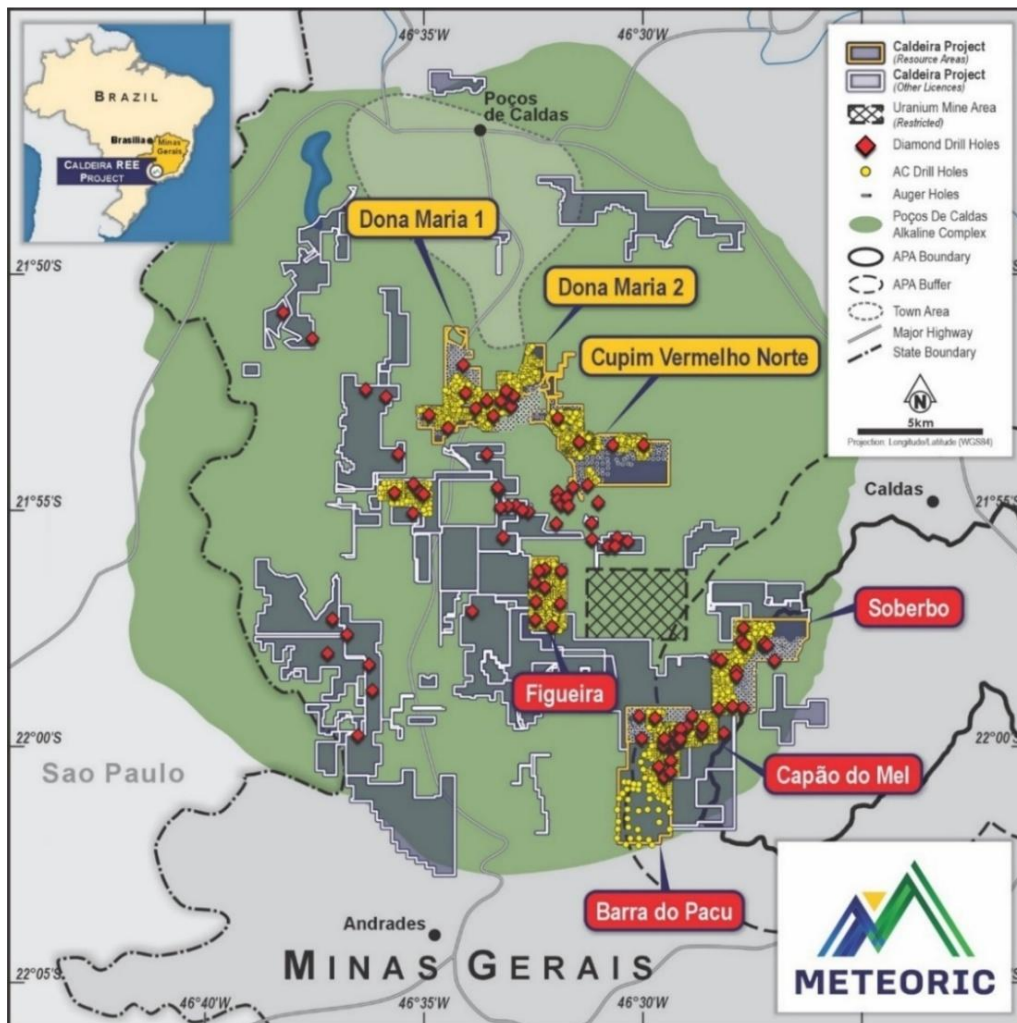 46°35'W
46°30'W
BRAZIL
Brasilia
Minas
Gerais
CALDEIRA REE
PROJECT
Poços
de Caldas
Caldeira Project
(Resource Areas)
Caldeira Project
(Other Licences)
Uranium Mine Area
(Restricted)
Diamond Drill Holes
AC Drill Holes
Auger Holes
Poços De Caldas
Alkaline Complex
APA Boundary
APA Buffer
Town Area
Major Highway
State Boundary
N
5km
Projection: Longitude/Latitude (WGS84)
Dona Maria 1
21°50'S
Dona Maria 2
Cupim Vermelho Norte
21°55'S
Caldas
21°55'S
Soberbo
Figueira
22°00'S
22°00'S
Sao Paulo
Capão do Mel
Barra do Pacu
Andrades
MINAS GERAIS
METEORIC
22°05'S
46°40'W
46°35'W
46°30'W